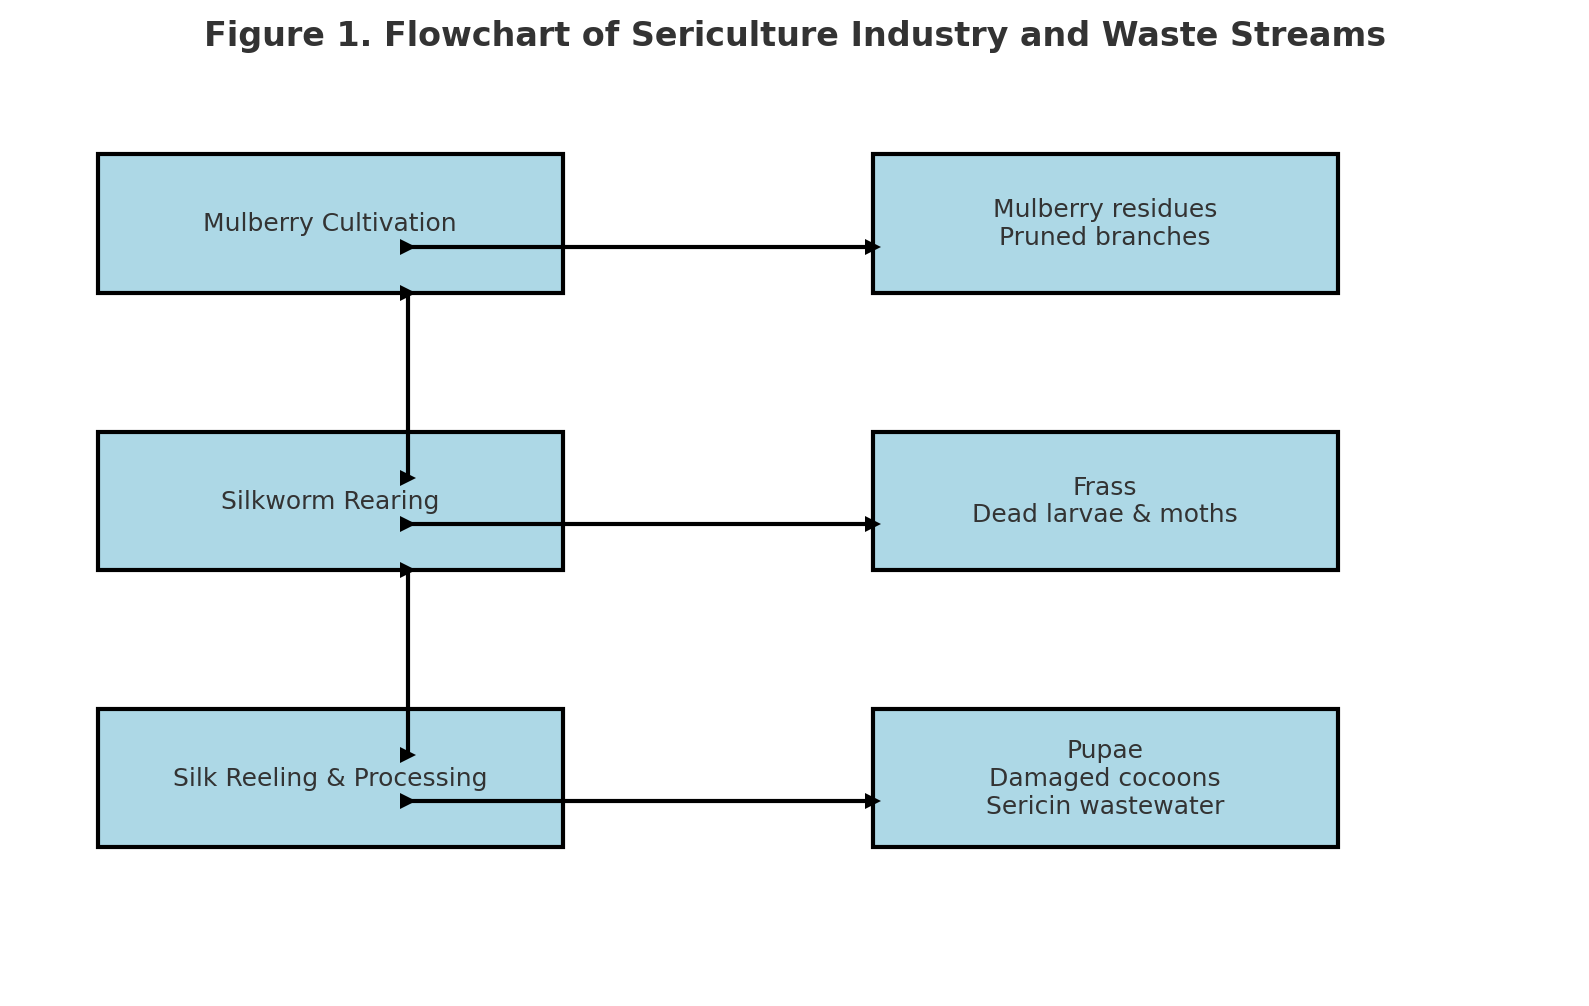 Figure 1. Flowchart of Sericulture Industry and Waste Streams
Mulberry Cultivation
Mulberry residues
Pruned branches
Silkworm Rearing
Frass
Dead larvae & moths
Silk Reeling & Processing
Pupae
Damaged cocoons
Sericin wastewater